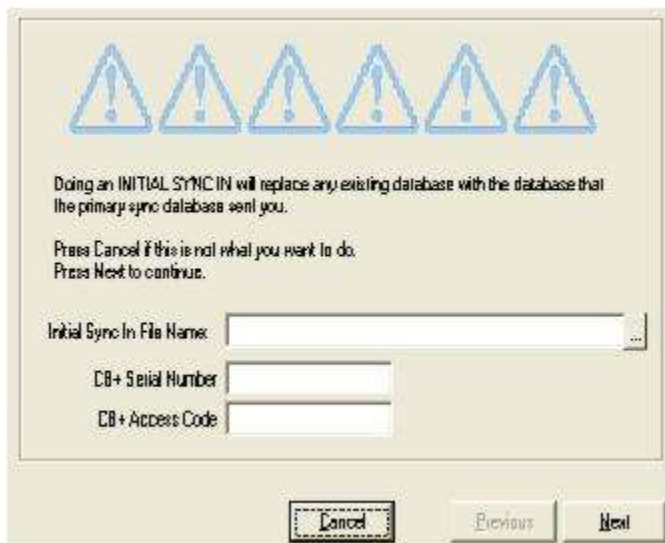 Doing an INITIAL SYNC IN will replace any existing database with the database that
the primary sync database sent you.
Press Cancel if this is not what you want to do.
Press Next to continue.
Initial Sync In File Name:
...
CB+ Serial Number
CB+ Access Code
Cancel
Previous
Next